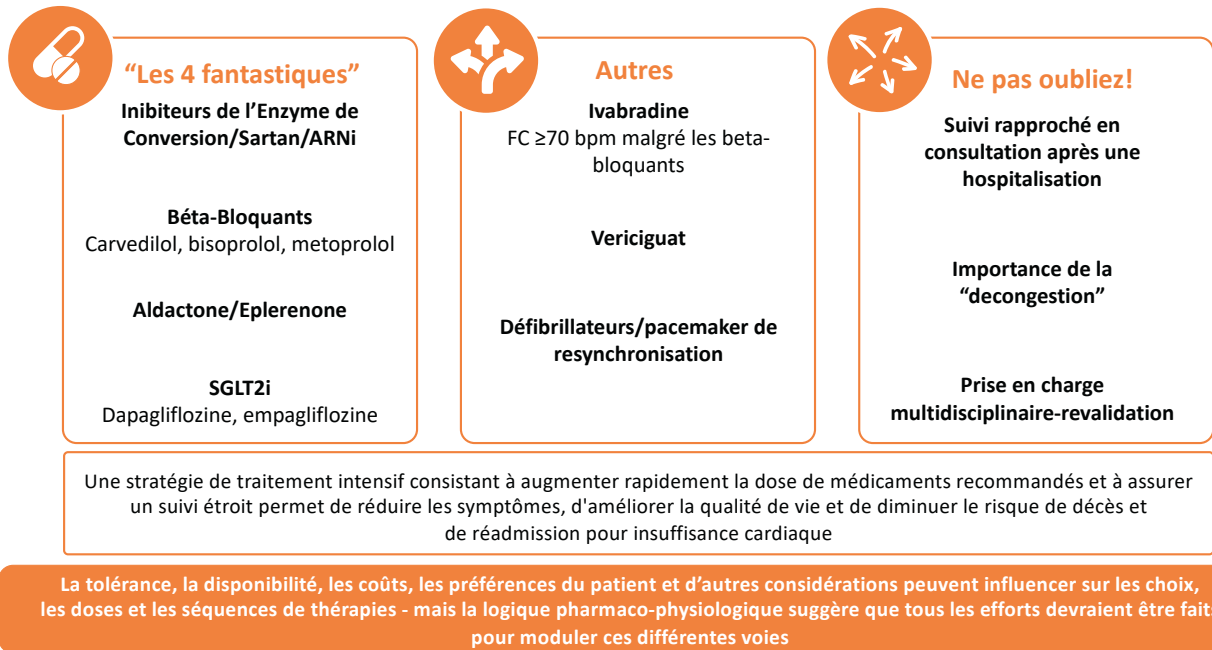 “Les 4 fantastiques”
Inibiteurs de l’Enzyme de
Conversion/Sartan/ARNi
Béta-Bloquants
Carvedilol, bisoprolol, metoprolol
Aldactone/Eplerenone
SGLT2i
Dapagliflozine, empagliflozine
Autres
Ivabradine
FC ≥70 bpm malgré les beta-
bloquants
Vericiguat
Défibrillateurs/pacemaker de
resynchronisation
Ne pas oubliez!
Suivi rapproché en
consultation après une
hospitalisation
Importance de la
“decongestion”
Prise en charge
multidisciplinaire-revalidation
Une stratégie de traitement intensif consistant à augmenter rapidement la dose de médicaments recommandés et à assurer
un suivi étroit permet de réduire les symptômes, d'améliorer la qualité de vie et de diminuer le risque de décès et
de réadmission pour insuffisance cardiaque
La tolérance, la disponibilité, les coûts, les préférences du patient et d’autres considérations peuvent influencer sur les choix,
les doses et les séquences de thérapies - mais la logique pharmaco-physiologique suggère que tous les efforts devraient être faits
pour moduler ces différentes voies